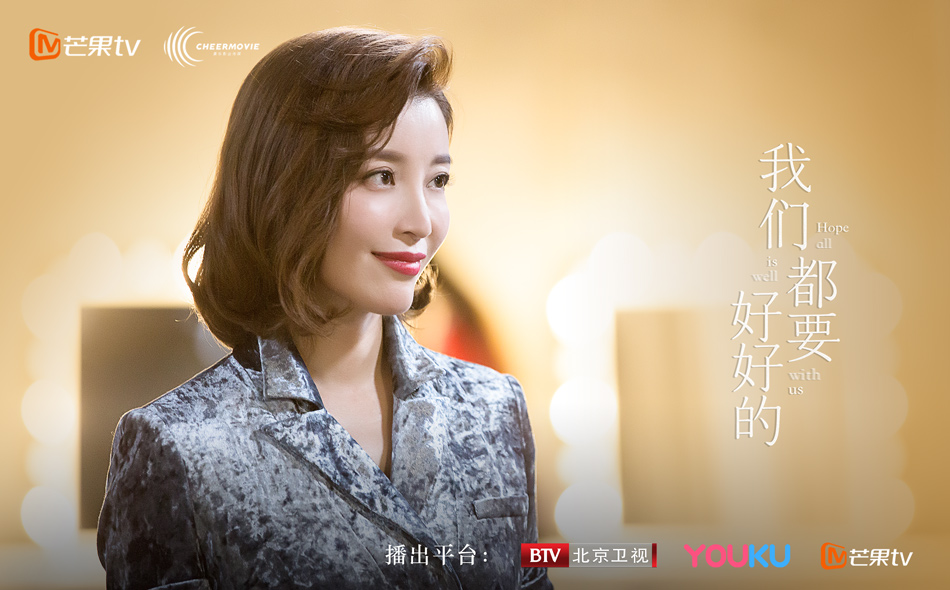 芒果tv
CHEERMOVIE
我们
都要
好好的
Hope
all
is
well
with
us
播出平台：
BTV 北京卫视
YOUKU
芒果tv